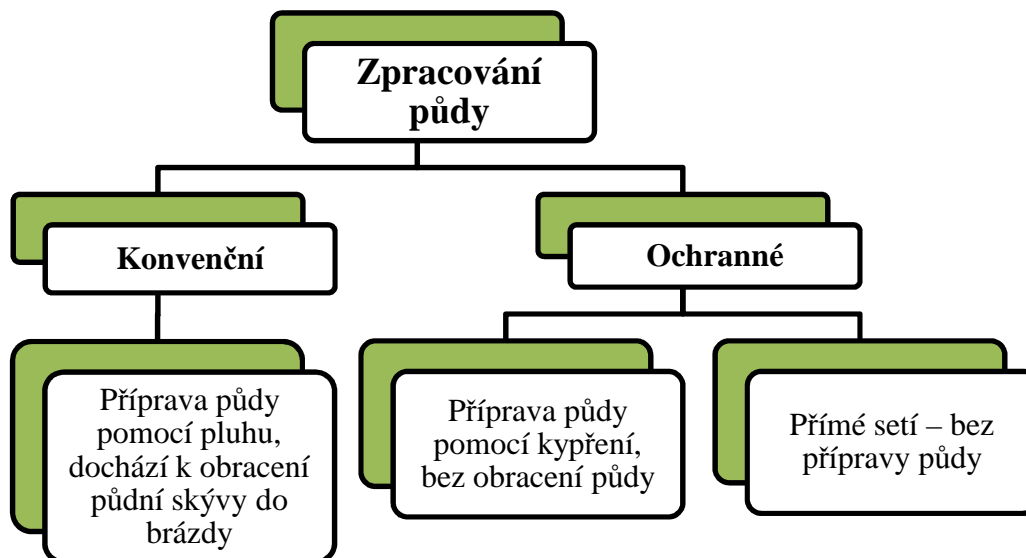 Zpracování
půdy
Konvenční
Ochranné
Příprava půdy
pomocí pluhu,
dochází k obracení
půdní skývy do
brázdy
Příprava půdy
pomocí kypření,
bez obracení půdy
Přímé setí – bez
přípravy půdy